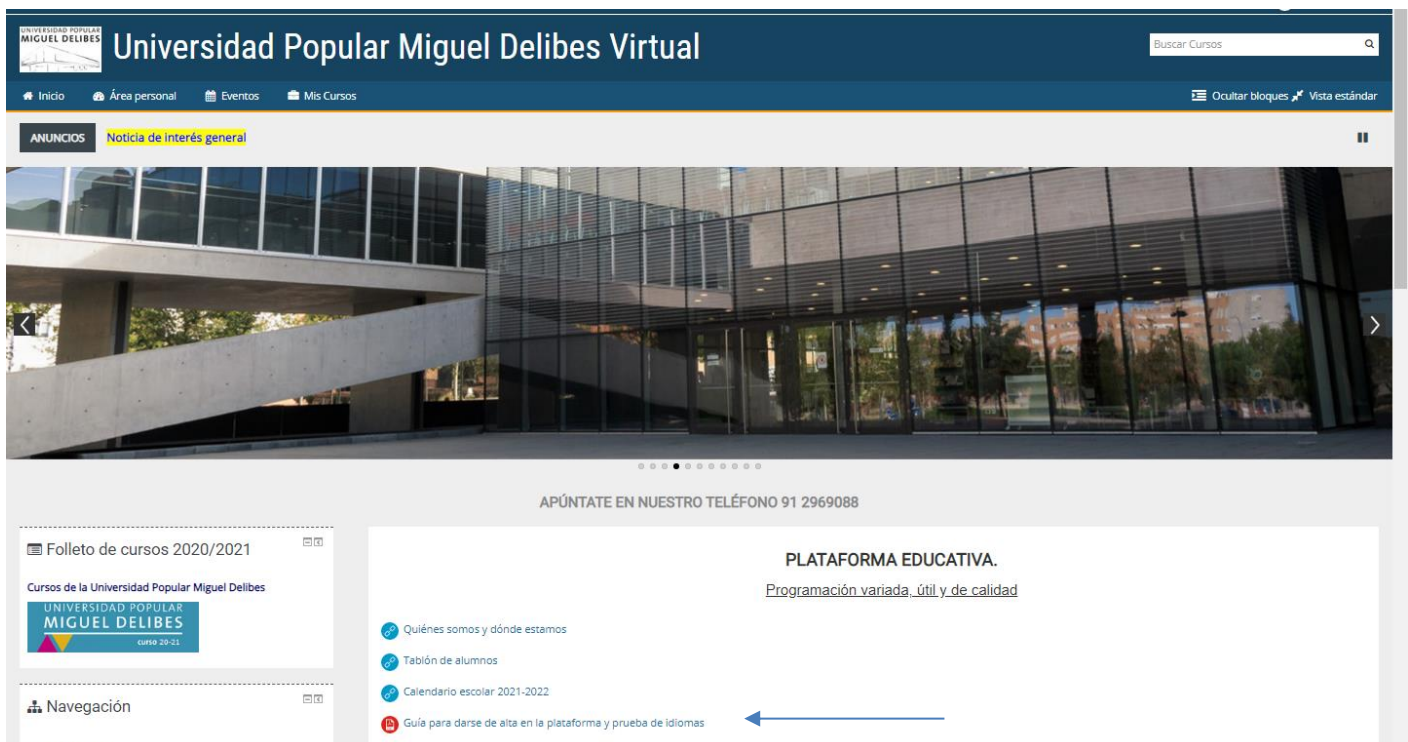 UNIVERSIDAD POPULAR
MIGUEL DELIBES
Universidad Popular Miguel Delibes Virtual
Buscar Cursos
Inicio Área personal Eventos Mis Cursos Ocultar bloques Vista estándar
ANUNCIOS Noticia de interés general
APÚNTATE EN NUESTRO TELÉFONO 91 2969088
Folleto de cursos 2020/2021
Cursos de la Universidad Popular Miguel Delibes
UNIVERSIDAD POPULAR
MIGUEL DELIBES
curso 20-21
Navegación
PLATAFORMA EDUCATIVA.
Programación variada, útil y de calidad
Quiénes somos y dónde estamos
Tablón de alumnos
Calendario escolar 2021-2022
Guía para darse de alta en la plataforma y prueba de idiomas